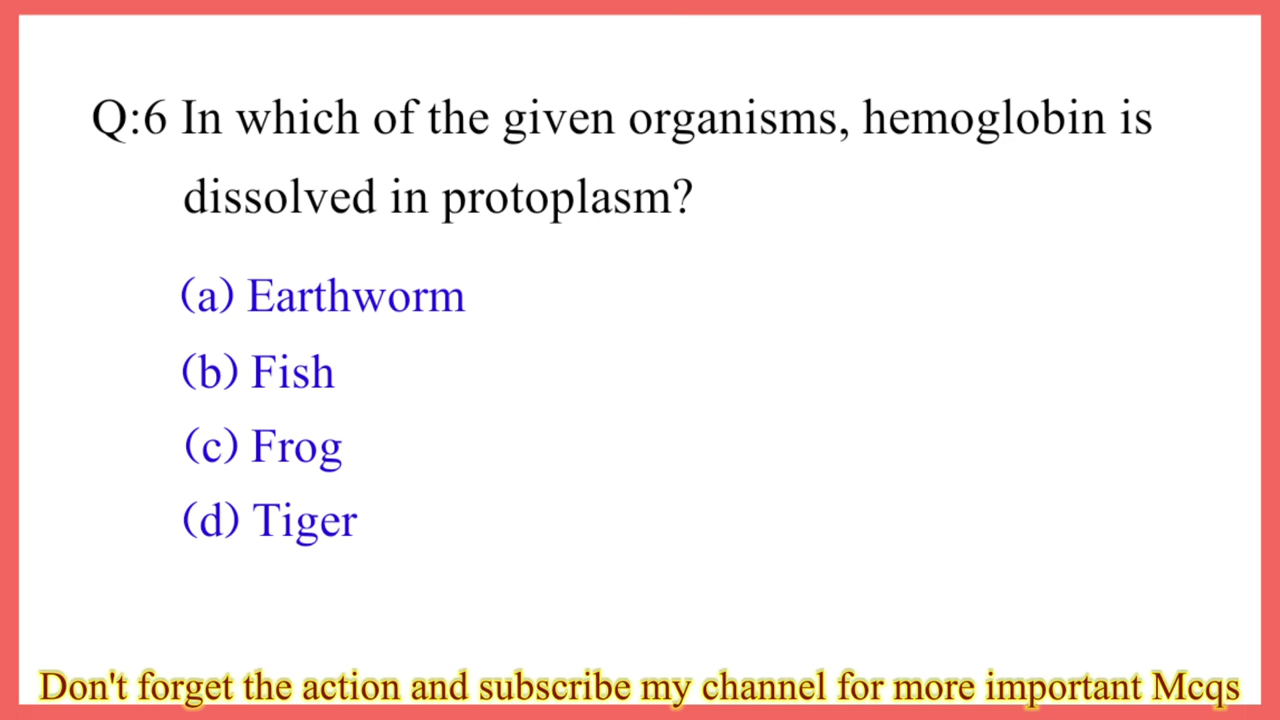 Q:6 In which of the given organisms, hemoglobin is
dissolved in protoplasm?
(a) Earthworm
(b) Fish
(c) Frog
(d) Tiger
Don't forget the action and subscribe my channel for more important Mcqs